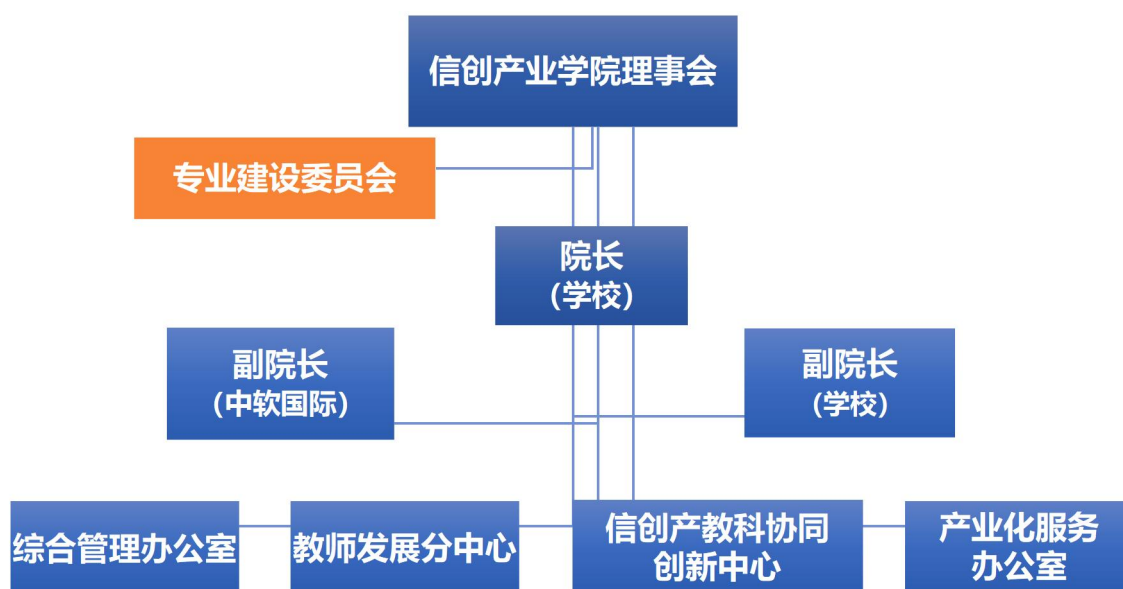 信创产业学院理事会
专业建设委员会
院长
（学校）
副院长
（中软国际）
副院长
（学校）
综合管理办公室
教师发展分中心
信创产教科协同
创新中心
产业化服务
办公室